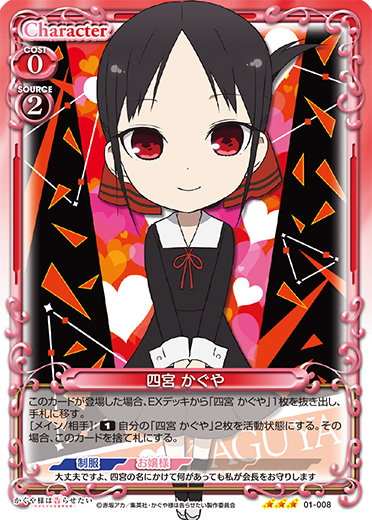 Character
COST
0
SOURCE
2
四宮 かぐや
このカードが登場した場合、EXデッキから「四宮 かぐや」1枚を抜き出し、
手札に移す。
[メイン/相手]:1 自分の「四宮 かぐや」2枚を活動状態にする。その
場合、このカードを捨て札にする。
KAGUYA
制服 お嬢様
大丈夫ですよ、四宮の名にかけて何があっても私が会長をお守りします
かぐや様は告らせたい
©赤坂アカ/集英社・かぐや様は告らせたい製作委員会
01-008